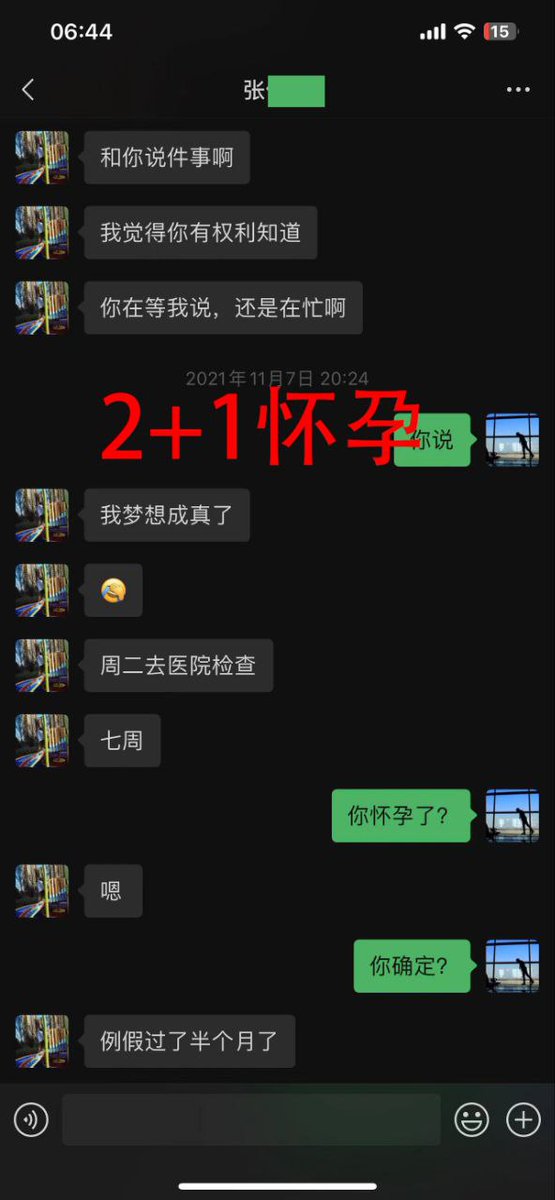 06:44
15
张
和你说件事啊
我觉得你有权利知道
你在等我说，还是在忙啊
2021年11月7日 20:24
2+1怀孕
你说
我梦想成真了
周二去医院检查
七周
你怀孕了？
嗯
你确定？
例假过了半个月了